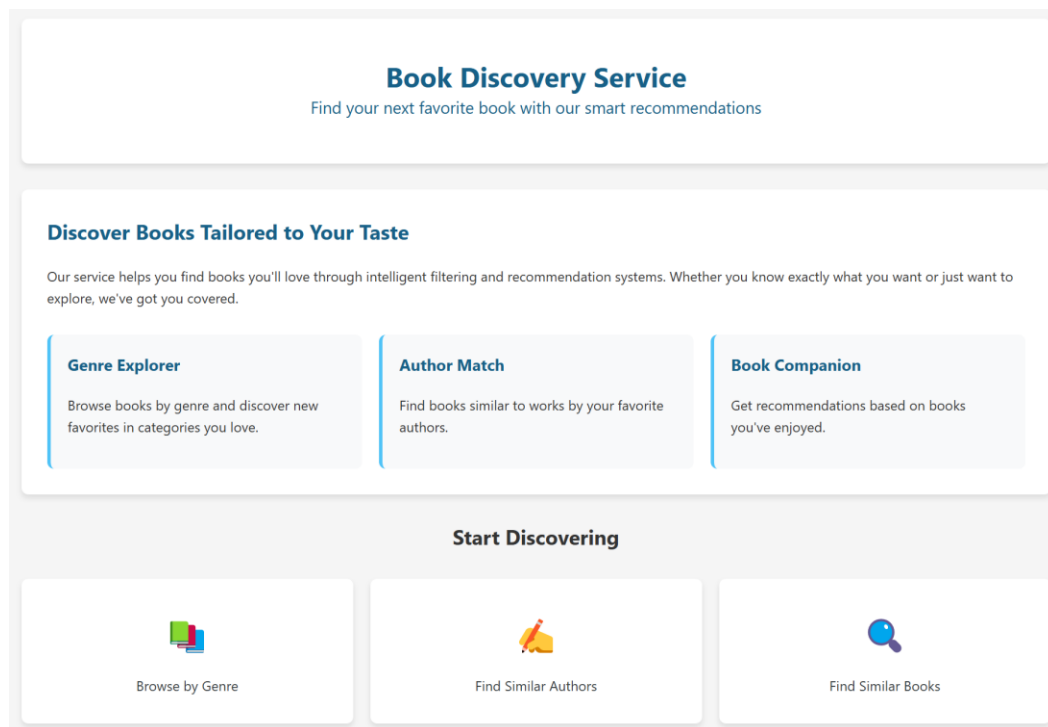 Book Discovery Service
Find your next favorite book with our smart recommendations
Discover Books Tailored to Your Taste
Our service helps you find books you'll love through intelligent filtering and recommendation systems. Whether you know exactly what you want or just want to
explore, we've got you covered.
Genre Explorer
Browse books by genre and discover new
favorites in categories you love.
Author Match
Find books similar to works by your favorite
authors.
Book Companion
Get recommendations based on books
you've enjoyed.
Start Discovering
Browse by Genre
Find Similar Authors
Find Similar Books